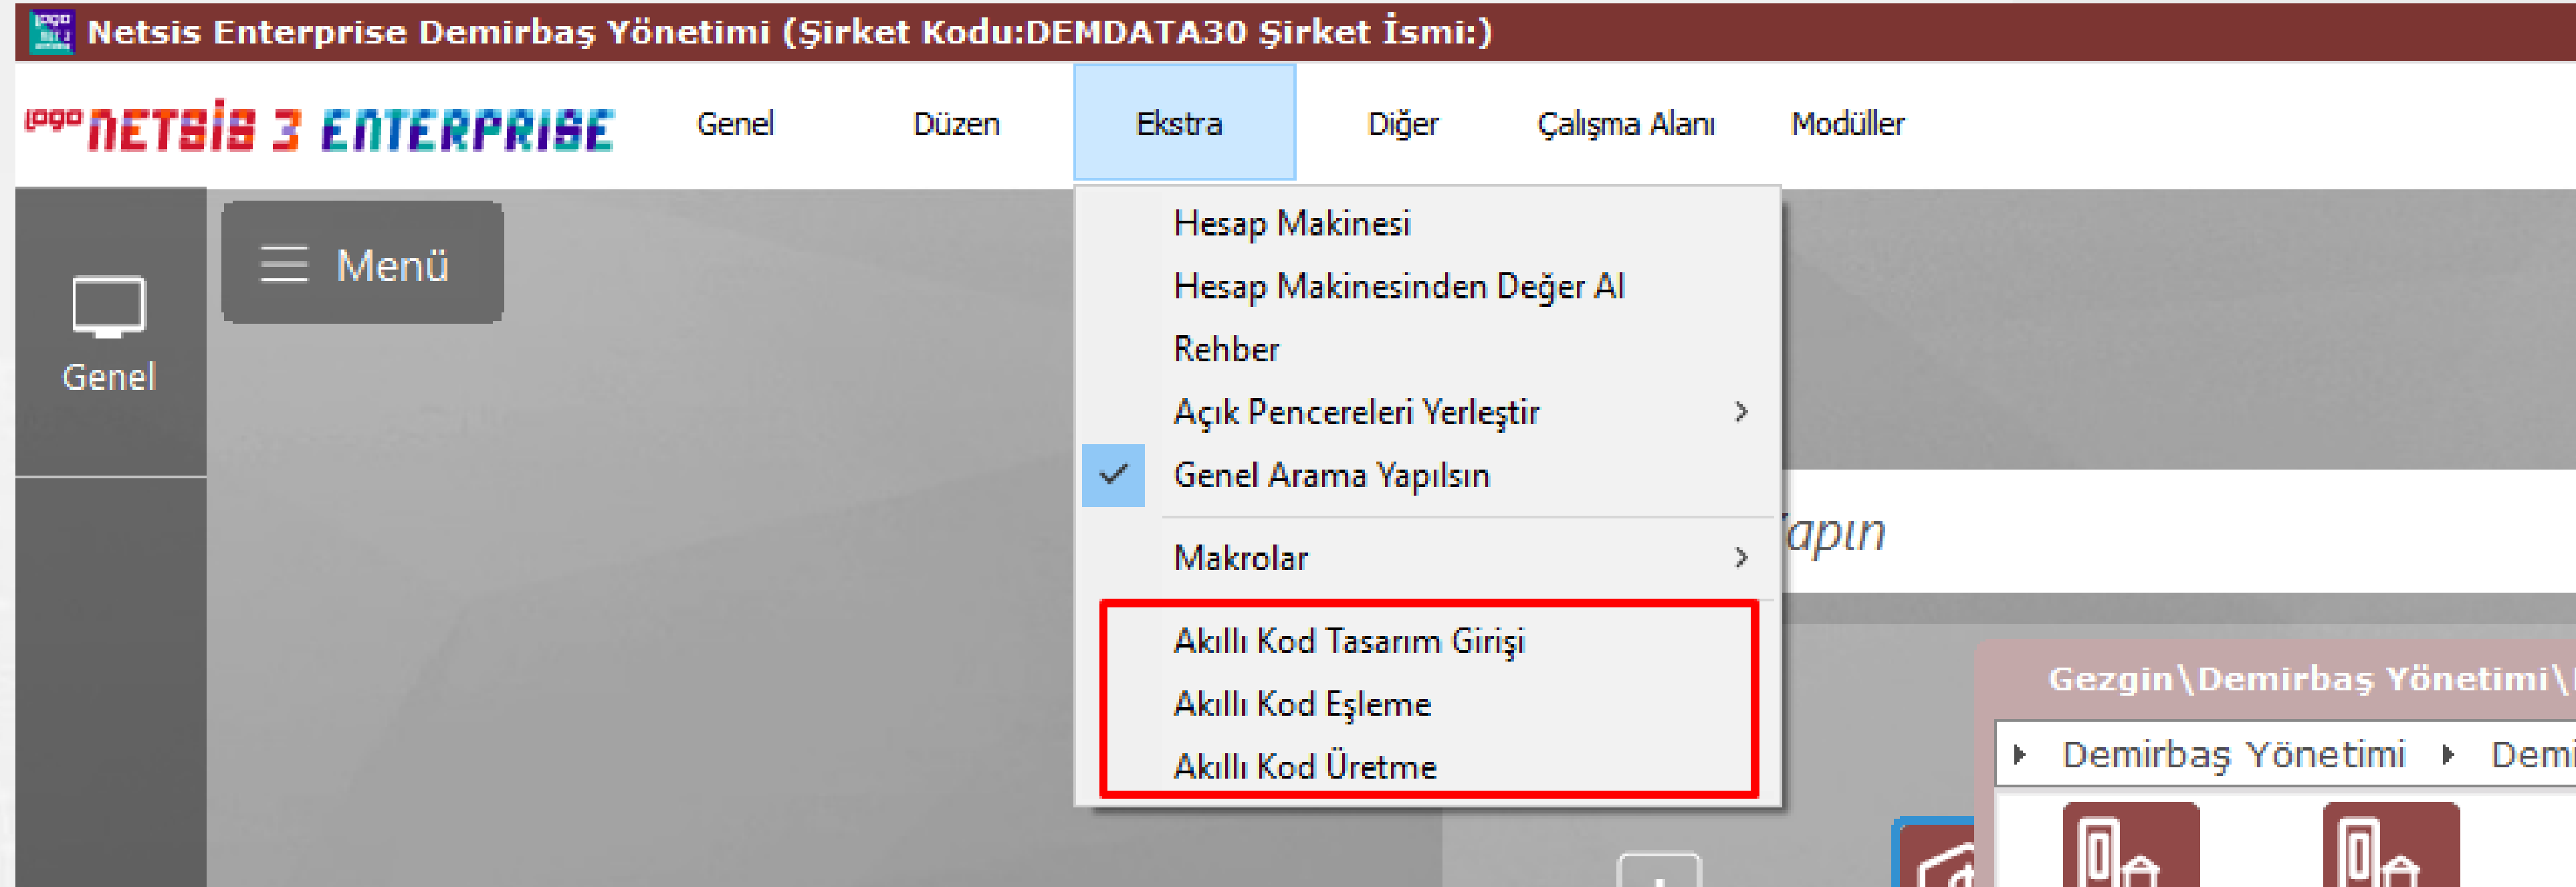 Netsis Enterprise Demirbaş Yönetimi (Şirket Kodu:DEMDATA30 Şirket İsmi:)
logo NETSİS 3 ENTERPRISE Genel Düzen Ekstra Diğer Çalışma Alanı Modüller
Menü
Genel
Hesap Makinesi
Hesap Makinesinden Değer Al
Rehber
Açık Pencereleri Yerleştir
Genel Arama Yapılsın
Makrolar
apın
Akıllı Kod Tasarım Girişi
Akıllı Kod Eşleme
Akıllı Kod Üretme
Gezgin\Demirbaş Yönetimi\
Demirbaş Yönetimi Demi